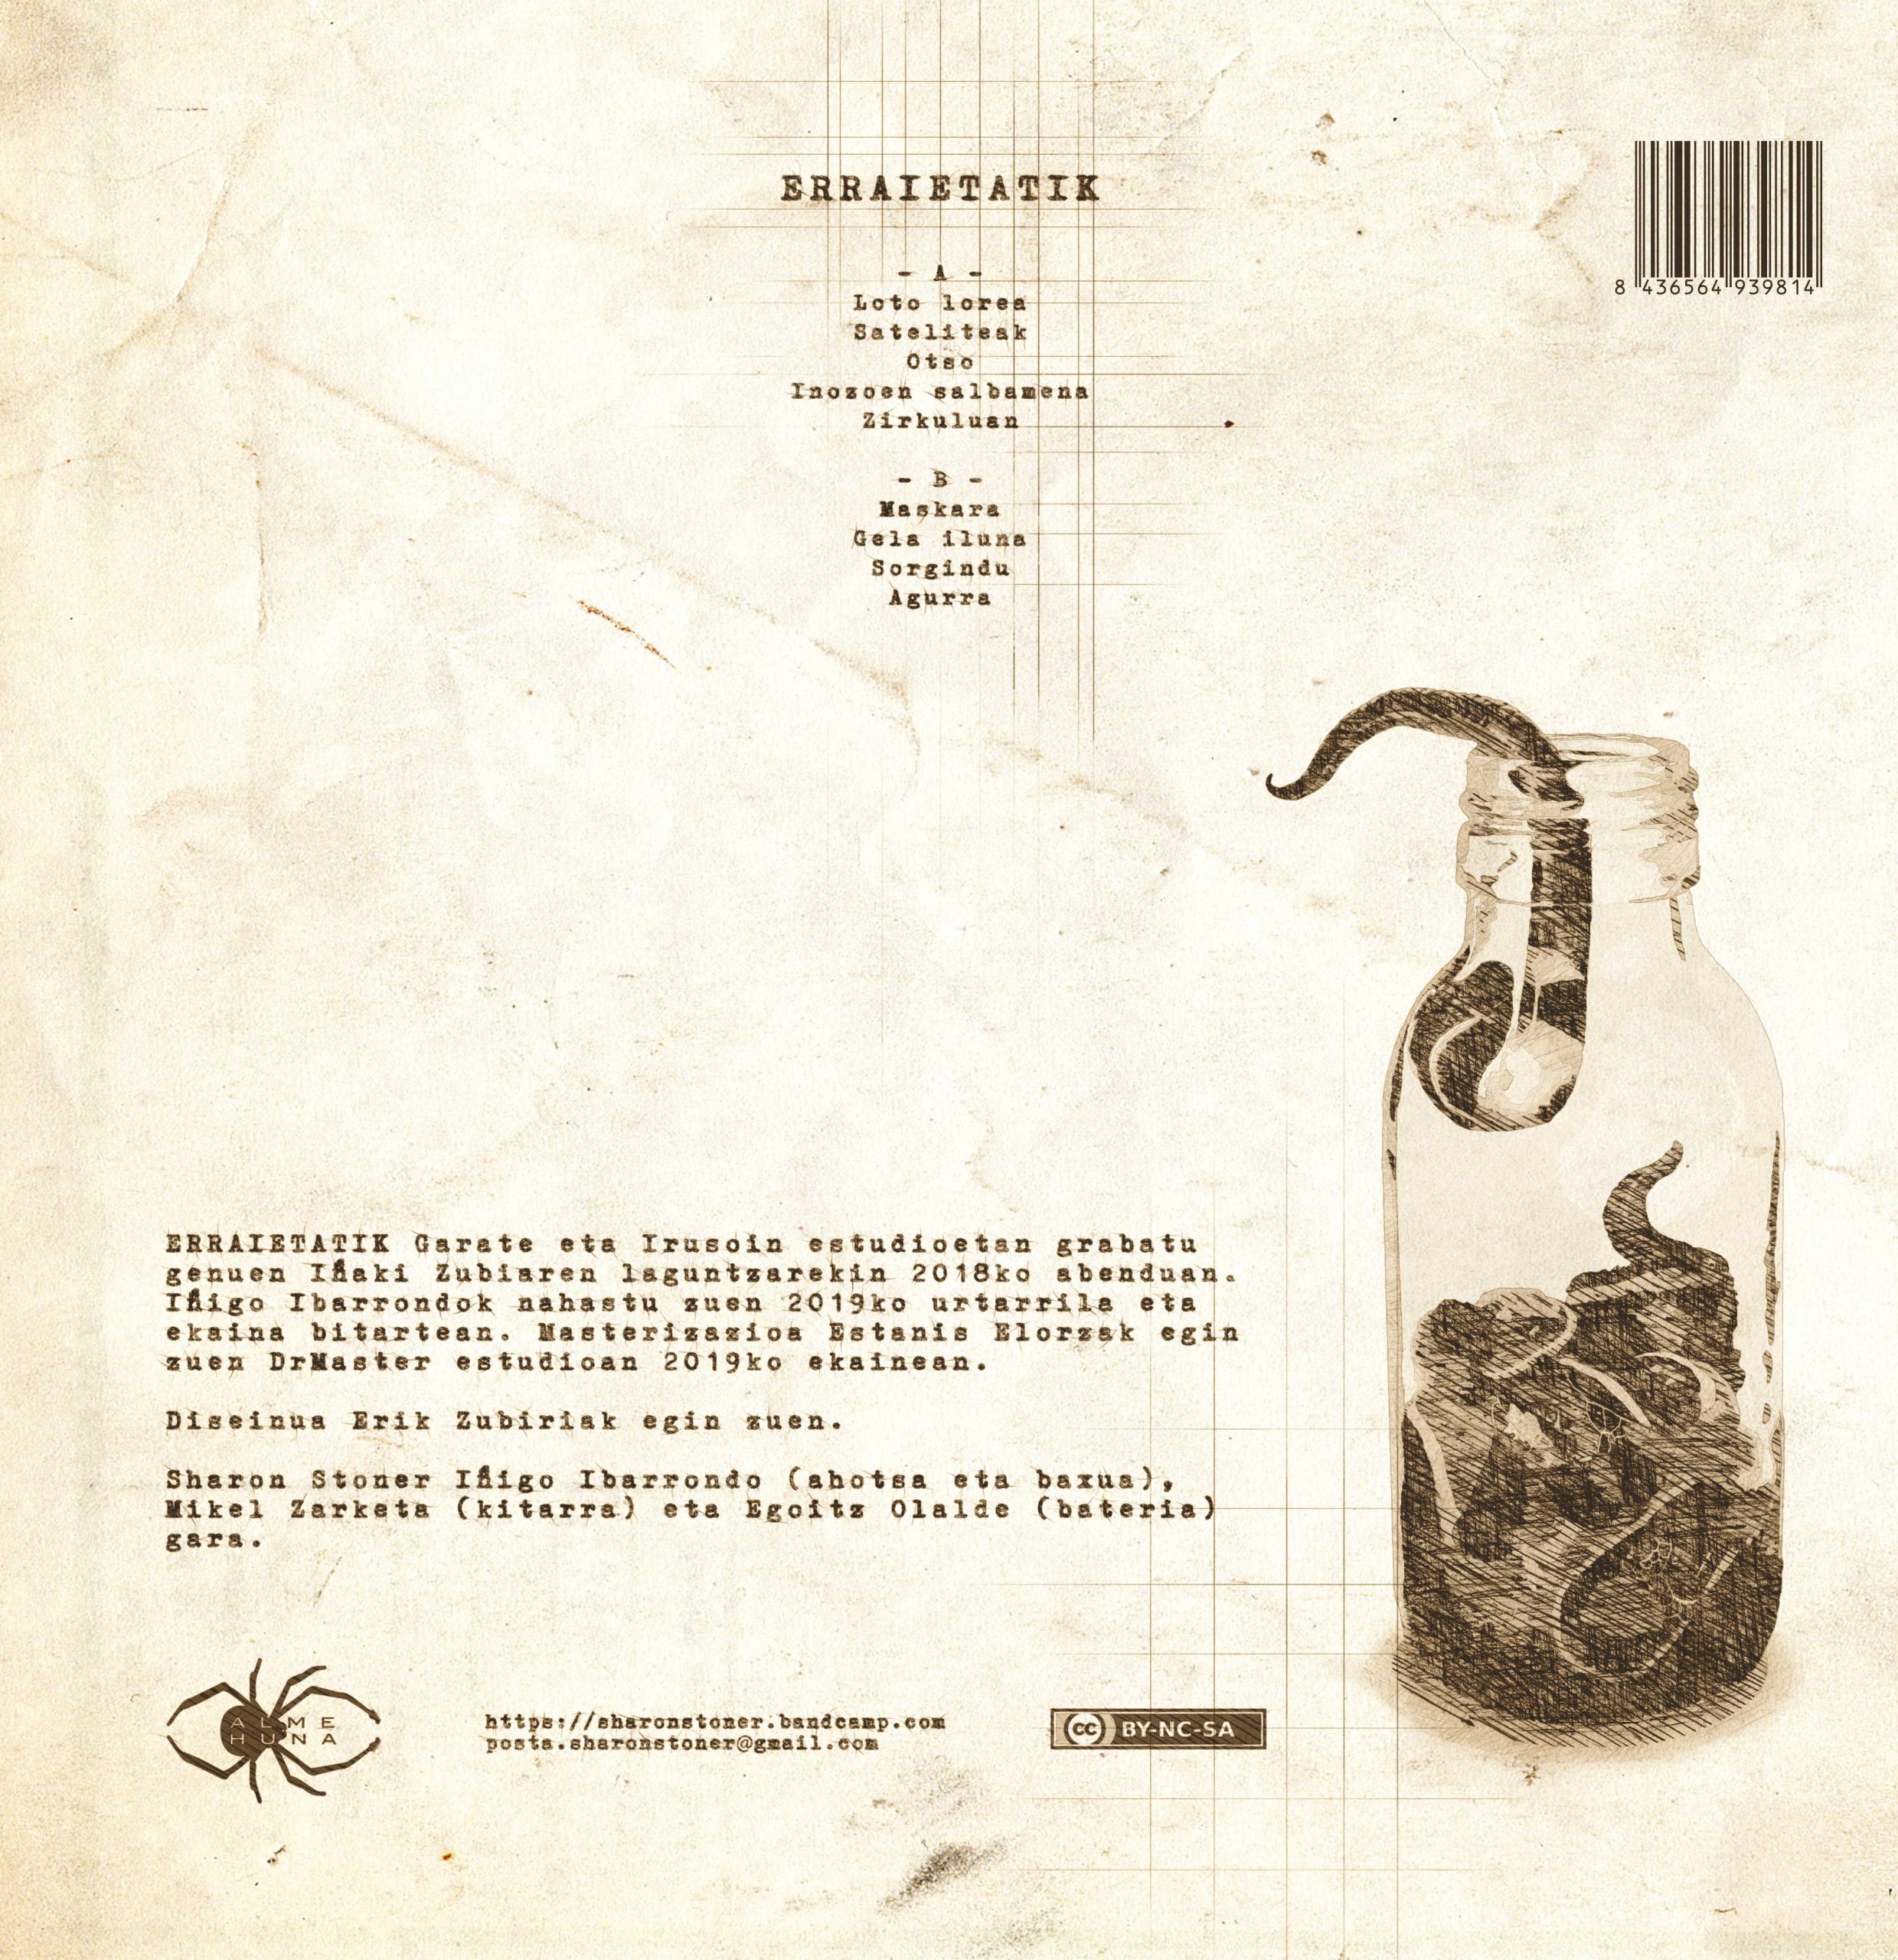 ERRAIETATIK
- A -
Loto lorea
Sateliteak
Otso
Inozoen salbamena
Zirkuluan
- B -
Maskara
Gela iluna
Sorgindu
Agurra
8 436564 939814
ERRAIETATIK Garate eta Irusoin estudioetan grabatu
genuen Iñaki Zubiaren laguntzarekin 2018ko abenduan.
Iñigo Ibarrondok nahastu zuen 2019ko urtarrila eta
ekaina bitartean. Masterizazioa Estanis Elorzak egin
zuen DrMaster estudioan 2019ko ekainean.
Diseinua Erik Zubiriak egin zuen.
Sharon Stoner Iñigo Ibarrondo (ahotsa eta baxua),
Mikel Zarketa (kitarra) eta Egoitz Olalde (bateria)
gara.
ALME
HUNA
https://sharonstoner.bandcamp.com
posta.sharonstoner@gmail.com
cc BY-NC-SA